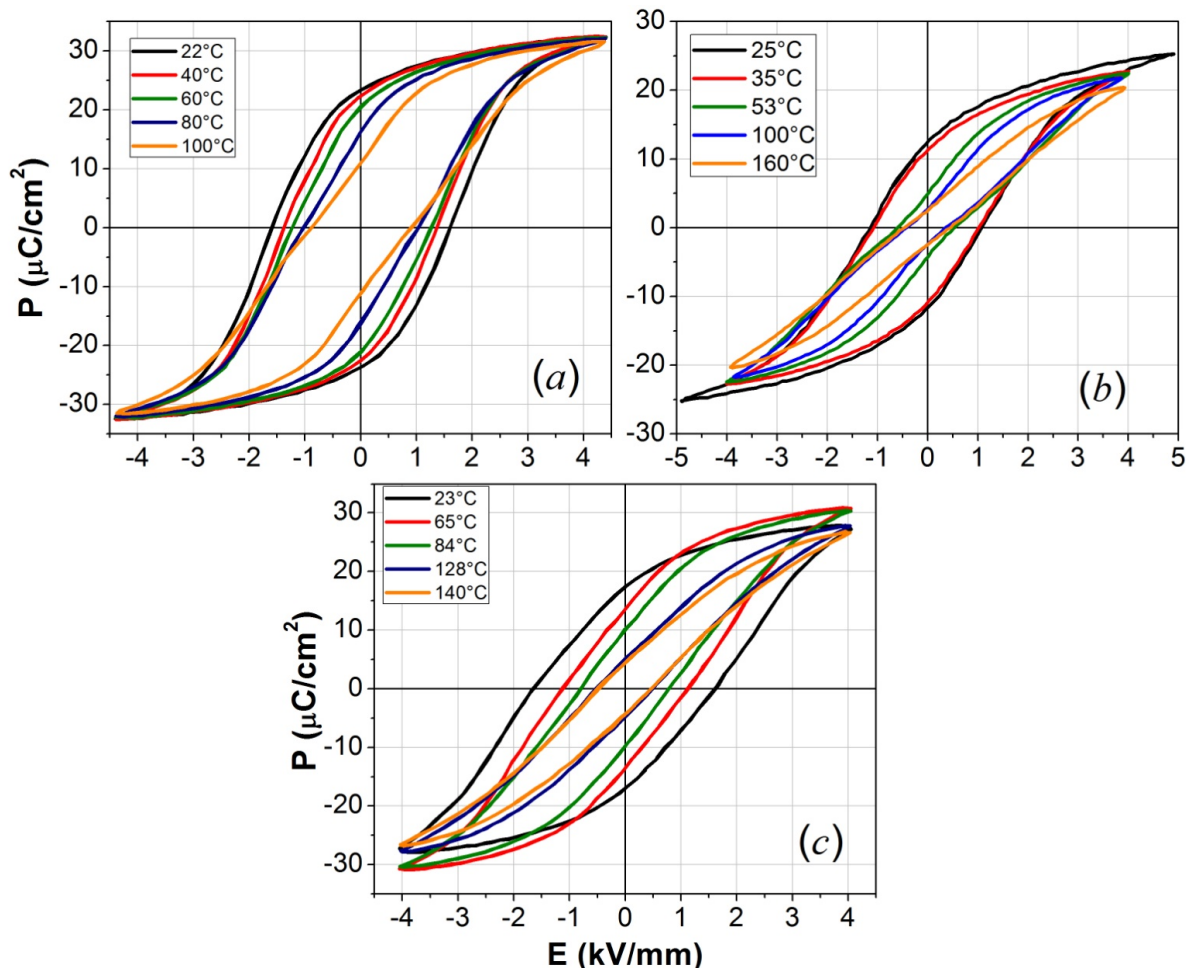 30
20
10
0
-10
-20
-30
P (μC/cm²)
22°C
40°C
60°C
80°C
100°C
(a)
-4 -3 -2 -1 0 1 2 3 4
30
20
10
0
-10
-20
-30
25°C
35°C
53°C
100°C
160°C
(b)
-5 -4 -3 -2 -1 0 1 2 3 4 5
30
20
10
0
-10
-20
-30
P (μC/cm²)
23°C
65°C
84°C
128°C
140°C
(c)
-4 -3 -2 -1 0 1 2 3 4
E (kV/mm)